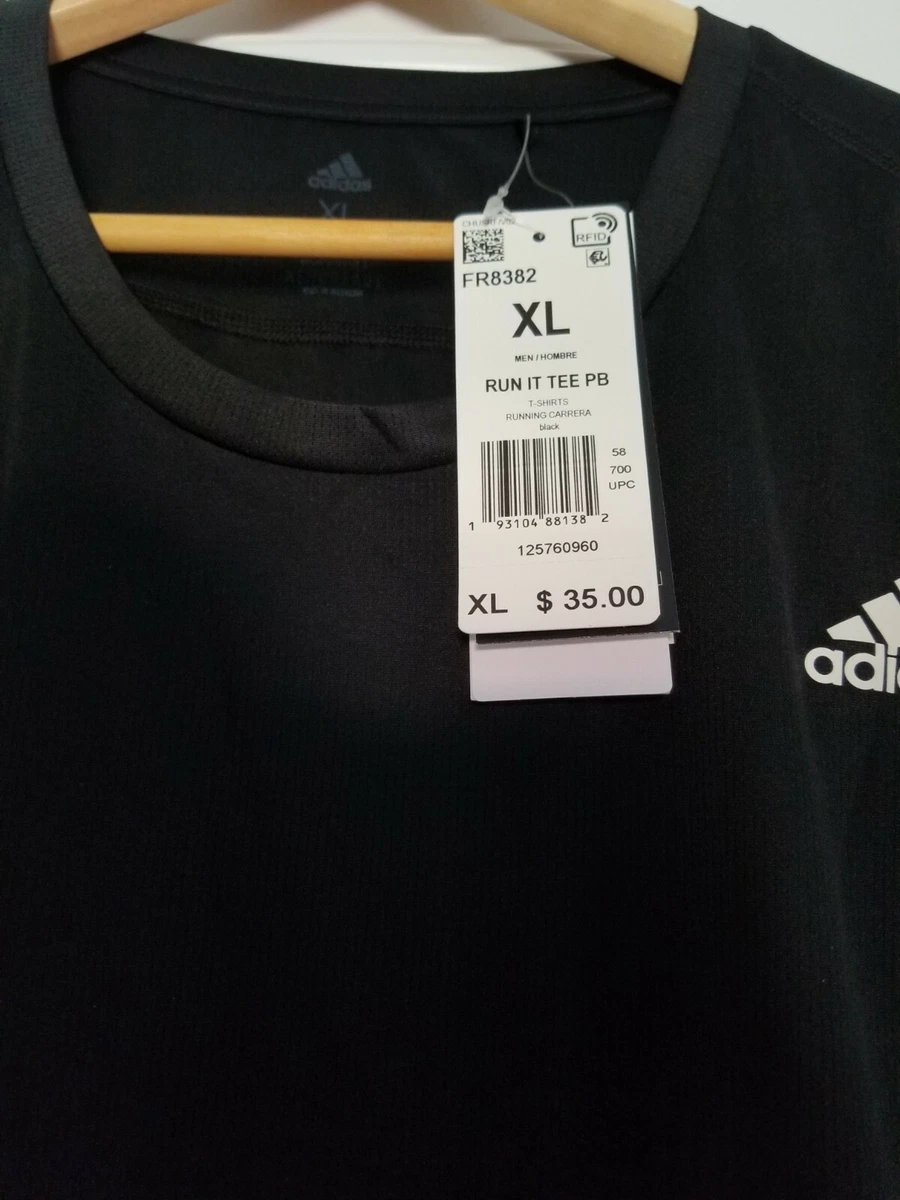 adidas
XL
RFID
FR8382
XL
MEN / HOMBRE
RUN IT TEE PB
T-SHIRTS
RUNNING CARRERA
black
58
700
UPC
1 93104 88138 2
125760960
XL $ 35.00
adi